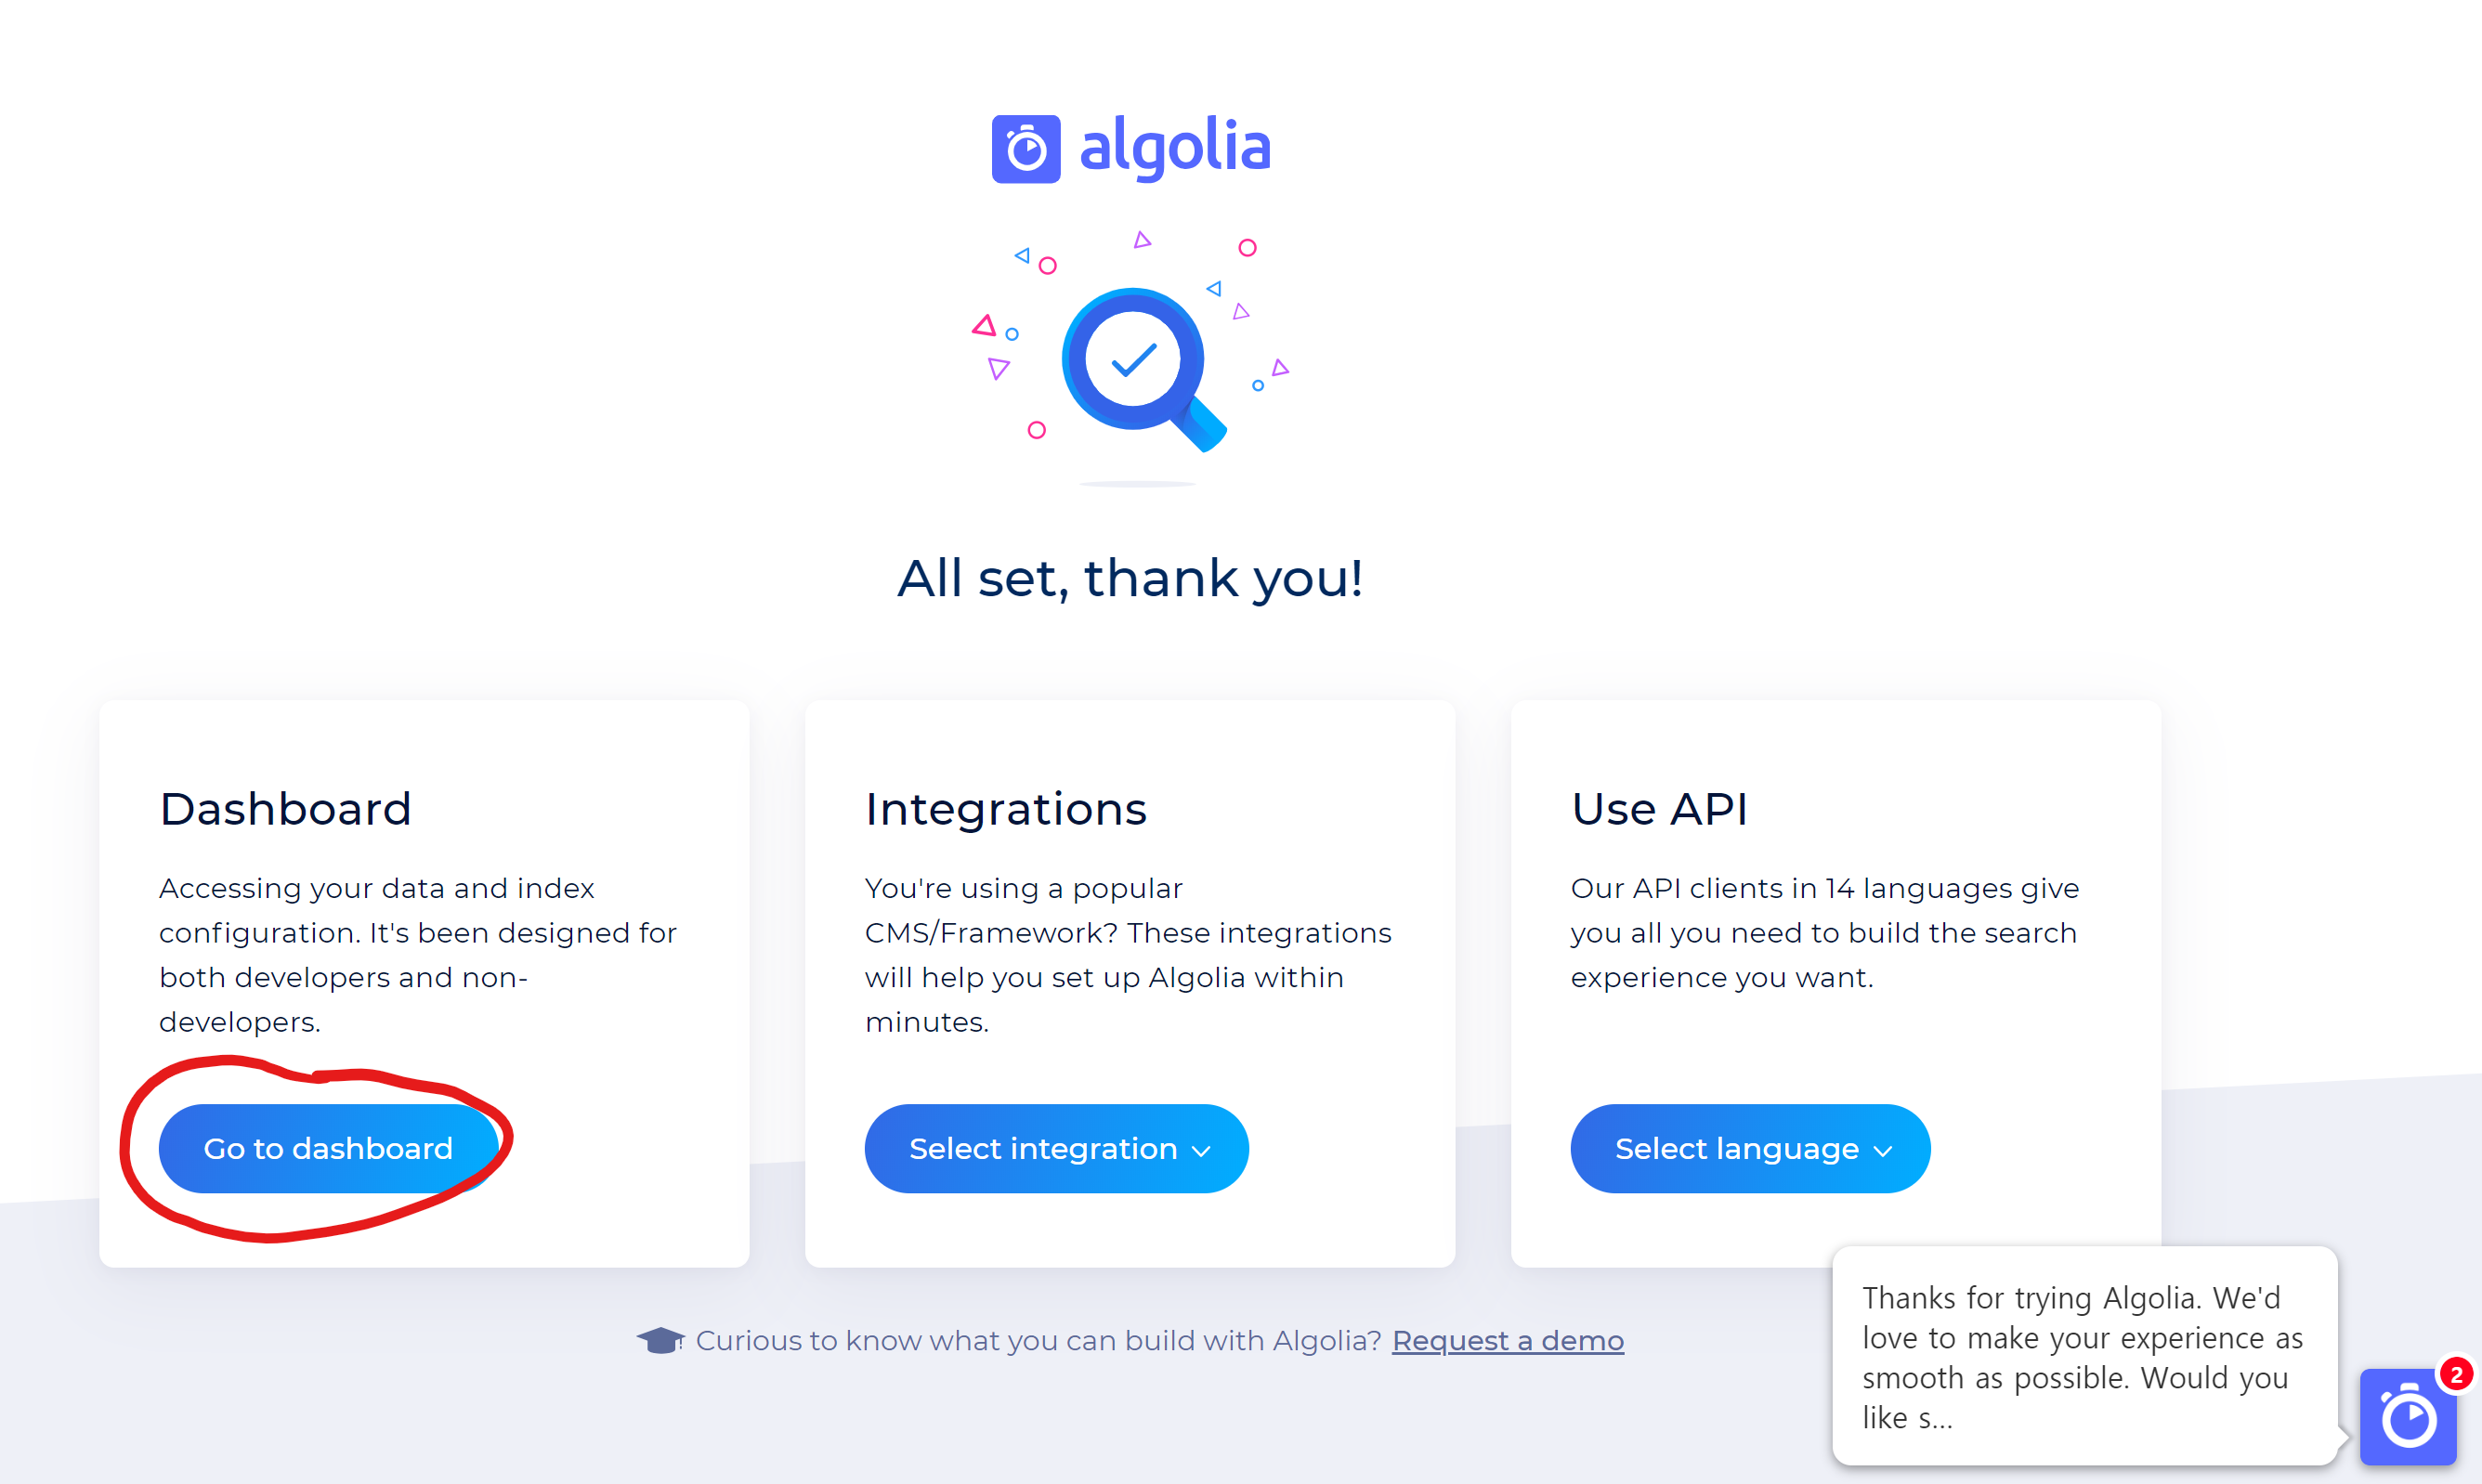 algolia
All set, thank you!
Dashboard
Accessing your data and index
configuration. It's been designed for
both developers and non-
developers.
Go to dashboard
Integrations
You're using a popular
CMS/Framework? These integrations
will help you set up Algolia within
minutes.
Select integration
Use API
Our API clients in 14 languages give
you all you need to build the search
experience you want.
Select language
Curious to know what you can build with Algolia? Request a demo
Thanks for trying Algolia. We'd
love to make your experience as
smooth as possible. Would you
like s...
2